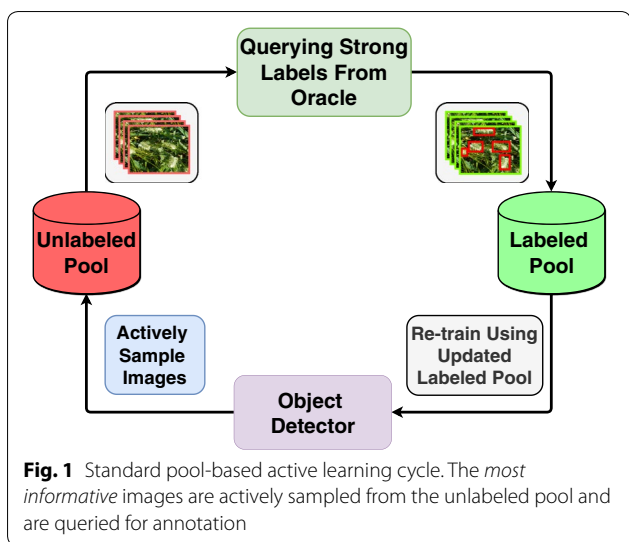 Querying Strong
Labels From
Oracle
Unlabeled
Pool
Labeled
Pool
Actively
Sample
Images
Re-train Using
Updated
Labeled Pool
Object
Detector
Fig. 1 Standard pool-based active learning cycle. The most
informative images are actively sampled from the unlabeled pool and
are queried for annotation